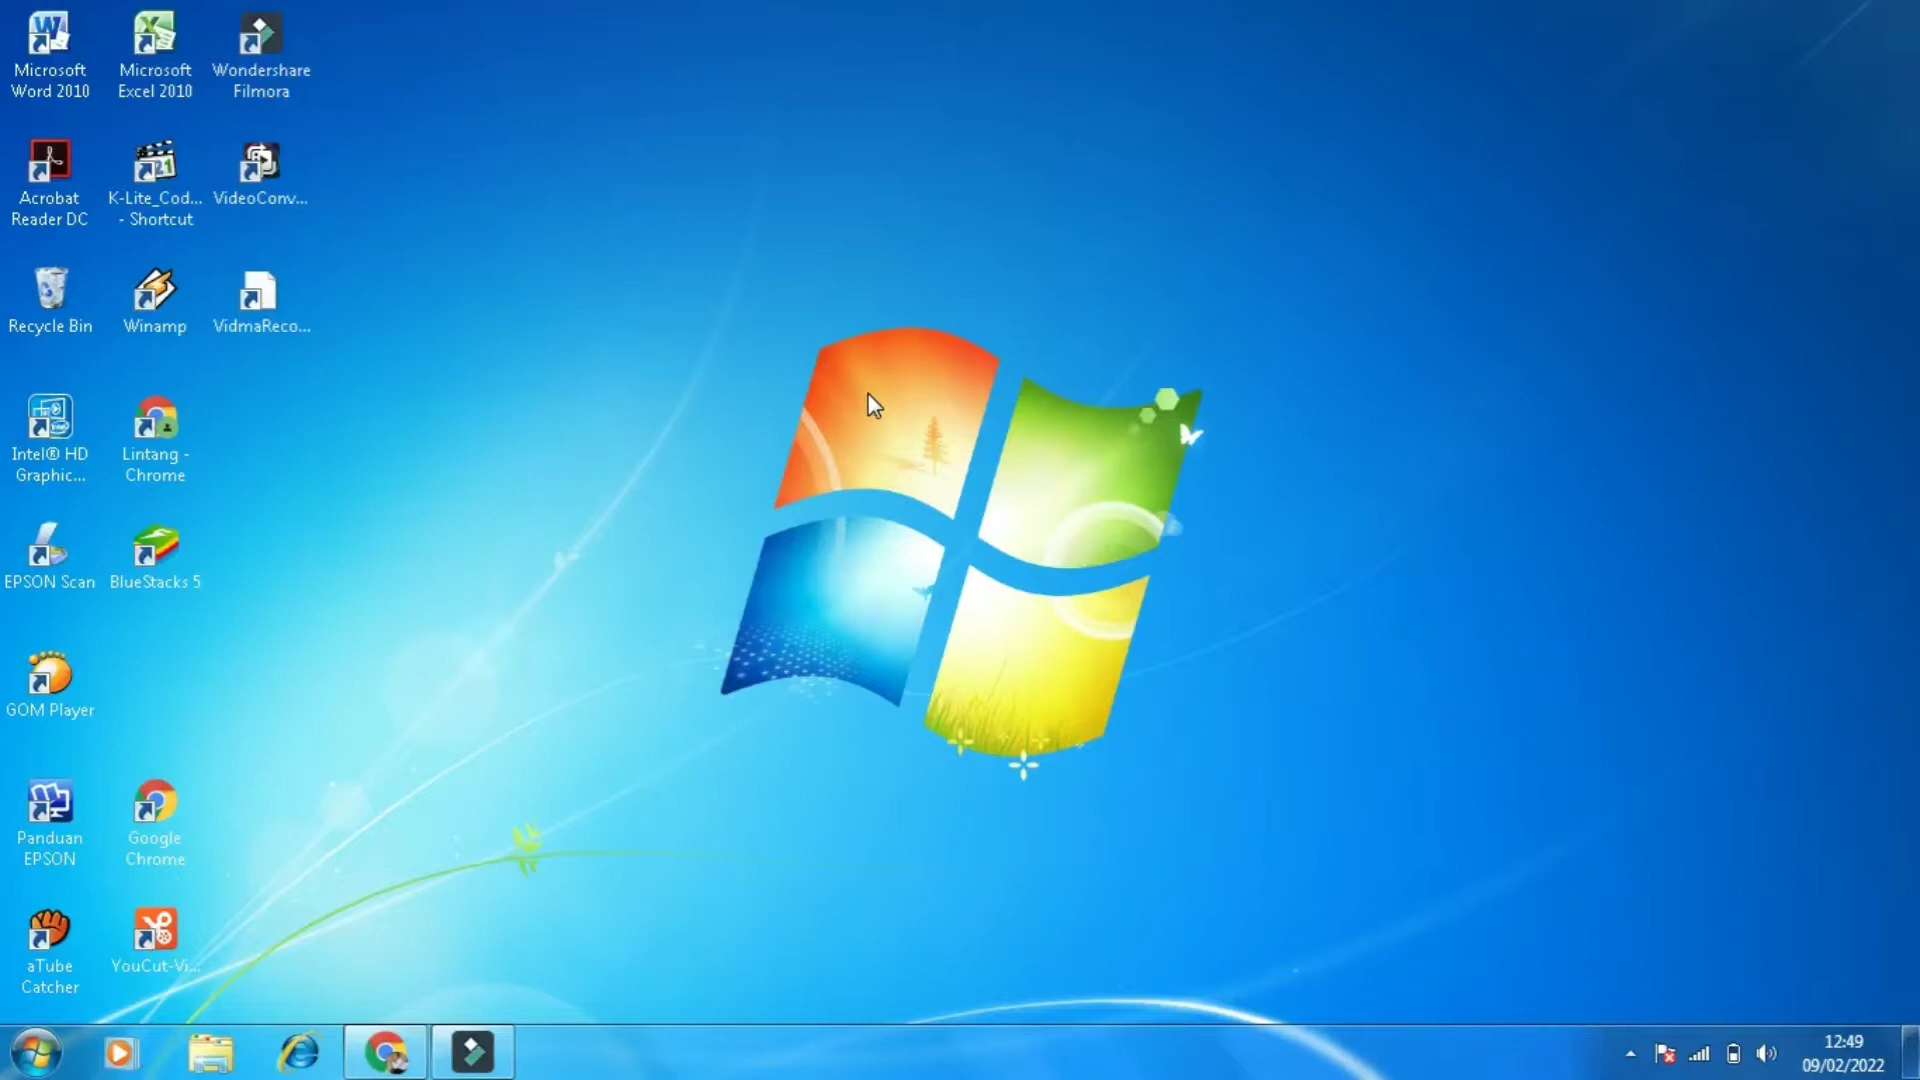 Microsoft
Word 2010
Microsoft
Excel 2010
Wondershare
Filmora
Acrobat
Reader DC
K-Lite_Cod...
- Shortcut
VideoConv...
Recycle Bin
Winamp
VidmaReco...
Intel® HD
Graphic...
Lintang -
Chrome
EPSON Scan
BlueStacks 5
GOM Player
Panduan
EPSON
Google
Chrome
aTube
Catcher
YouCut-Vi...
12:49
09/02/2022